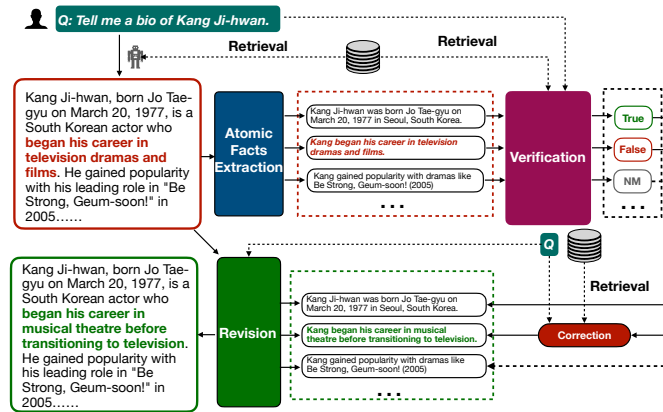 Q: Tell me a bio of Kang Ji-hwan.
Retrieval
Retrieval
Kang Ji-hwan, born Jo Tae-
gyu on March 20, 1977, is a
South Korean actor who
began his career in
television dramas and
films. He gained popularity
with his leading role in "Be
Strong, Geum-soon!" in
2005......
Atomic
Facts
Extraction
Kang Ji-hwan was born Jo Tae-gyu on
March 20, 1977 in Seoul, South Korea.
Kang began his career in television
dramas and films.
Kang gained popularity with dramas like
Be Strong, Geum-soon! (2005)
...
Verification
True
False
NM
...
Kang Ji-hwan, born Jo Tae-
gyu on March 20, 1977, is a
South Korean actor who
began his career in
musical theatre before
transitioning to television.
He gained popularity with
his leading role in "Be
Strong, Geum-soon!" in
2005......
Revision
Kang Ji-hwan was born Jo Tae-gyu on
March 20, 1977 in Seoul, South Korea.
Kang began his career in musical
theatre before transitioning to television.
Kang gained popularity with dramas like
Be Strong, Geum-soon! (2005)
...
Q
Retrieval
Correction